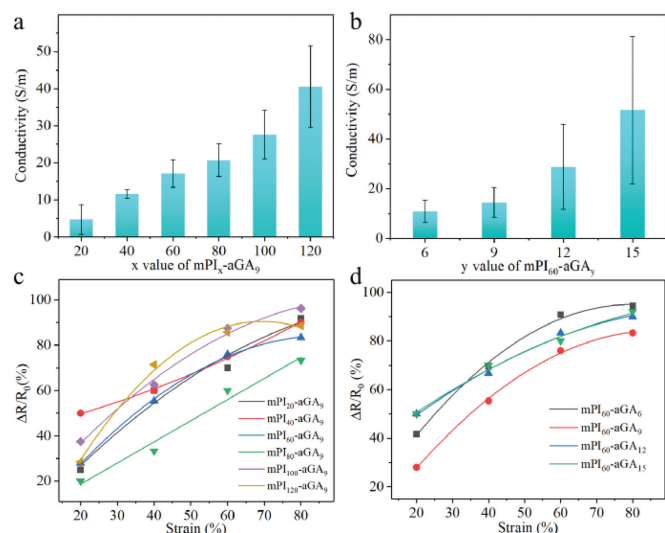 a
Conductivity (S/m)
50
40
30
20
10
0
20 40 60 80 100 120
x value of mPIₓ-aGA₉
b
Conductivity (S/m)
80
60
40
20
0
6 9 12 15
y value of mPI₆₀-aGAᵧ
c
ΔR/R₀(%)
100
80
60
40
20
mPI₂₀-aGA₉
mPI₄₀-aGA₉
mPI₆₀-aGA₉
mPI₈₀-aGA₉
mPI₁₀₀-aGA₉
mPI₁₂₀-aGA₉
20 30 40 50 60 70 80
Strain (%)
d
ΔR/R₀ (%)
100
80
60
40
20
mPI₆₀-aGA₆
mPI₆₀-aGA₉
mPI₆₀-aGA₁₂
mPI₆₀-aGA₁₅
20 30 40 50 60 70 80
Strain (%)